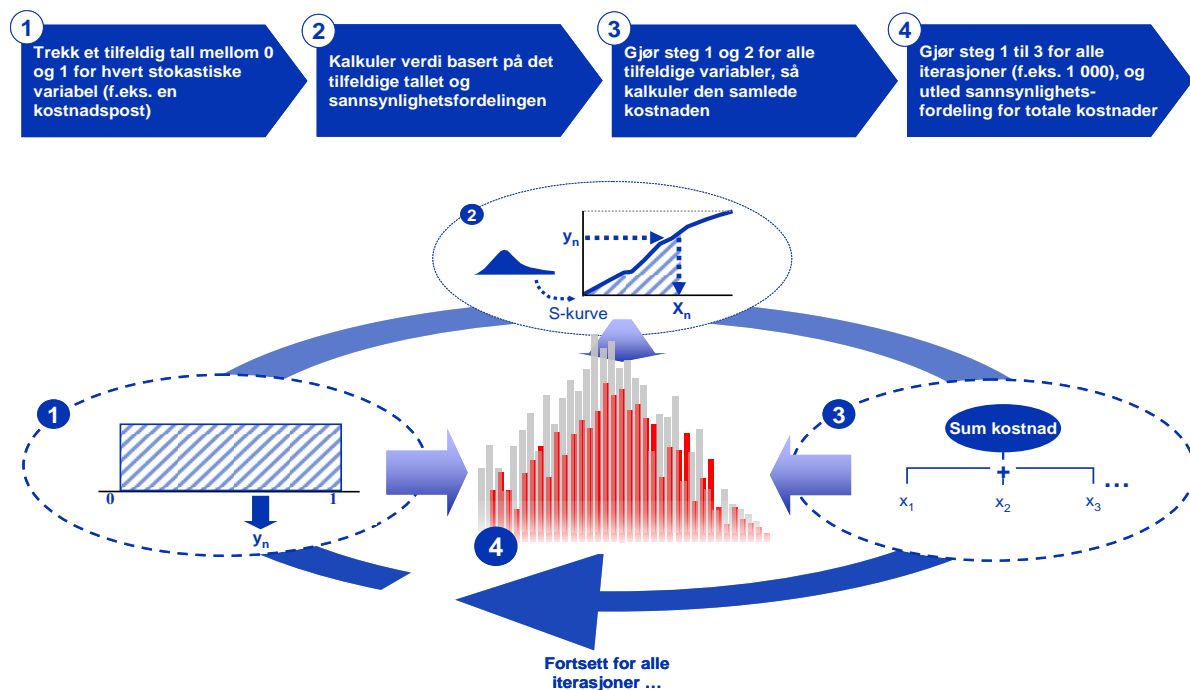 1
Trekk et tilfeldig tall mellom 0
og 1 for hvert stokastiske
variabel (f.eks. en
kostnadspost)
2
Kalkuler verdi basert på det
tilfeldige tallet og
sannsynlighetsfordelingen
3
Gjør steg 1 og 2 for alle
tilfeldige variabler, så
kalkuler den samlede
kostnaden
4
Gjør steg 1 til 3 for alle
iterasjoner (f.eks. 1 000), og
utled sannsynlighets-
fordeling for totale kostnader
2
yn
S-kurve
Xn
1
0 1
yn
3
Sum kostnad
+
x1 x2 x3 ...
4
Fortsett for alle
iterasjoner ...